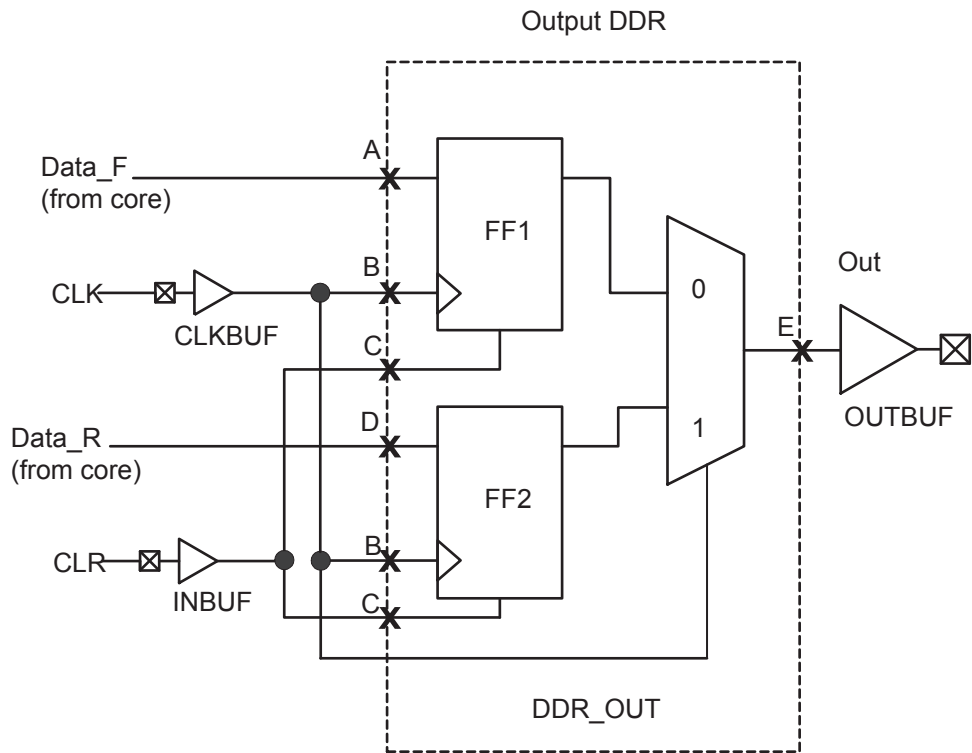 Output DDR
A
Data_F
(from core)
FF1
B
Out
CLK
0
CLKBUF
E
C
D
OUTBUF
Data_R
(from core)
1
FF2
B
CLR
INBUF
C
DDR_OUT